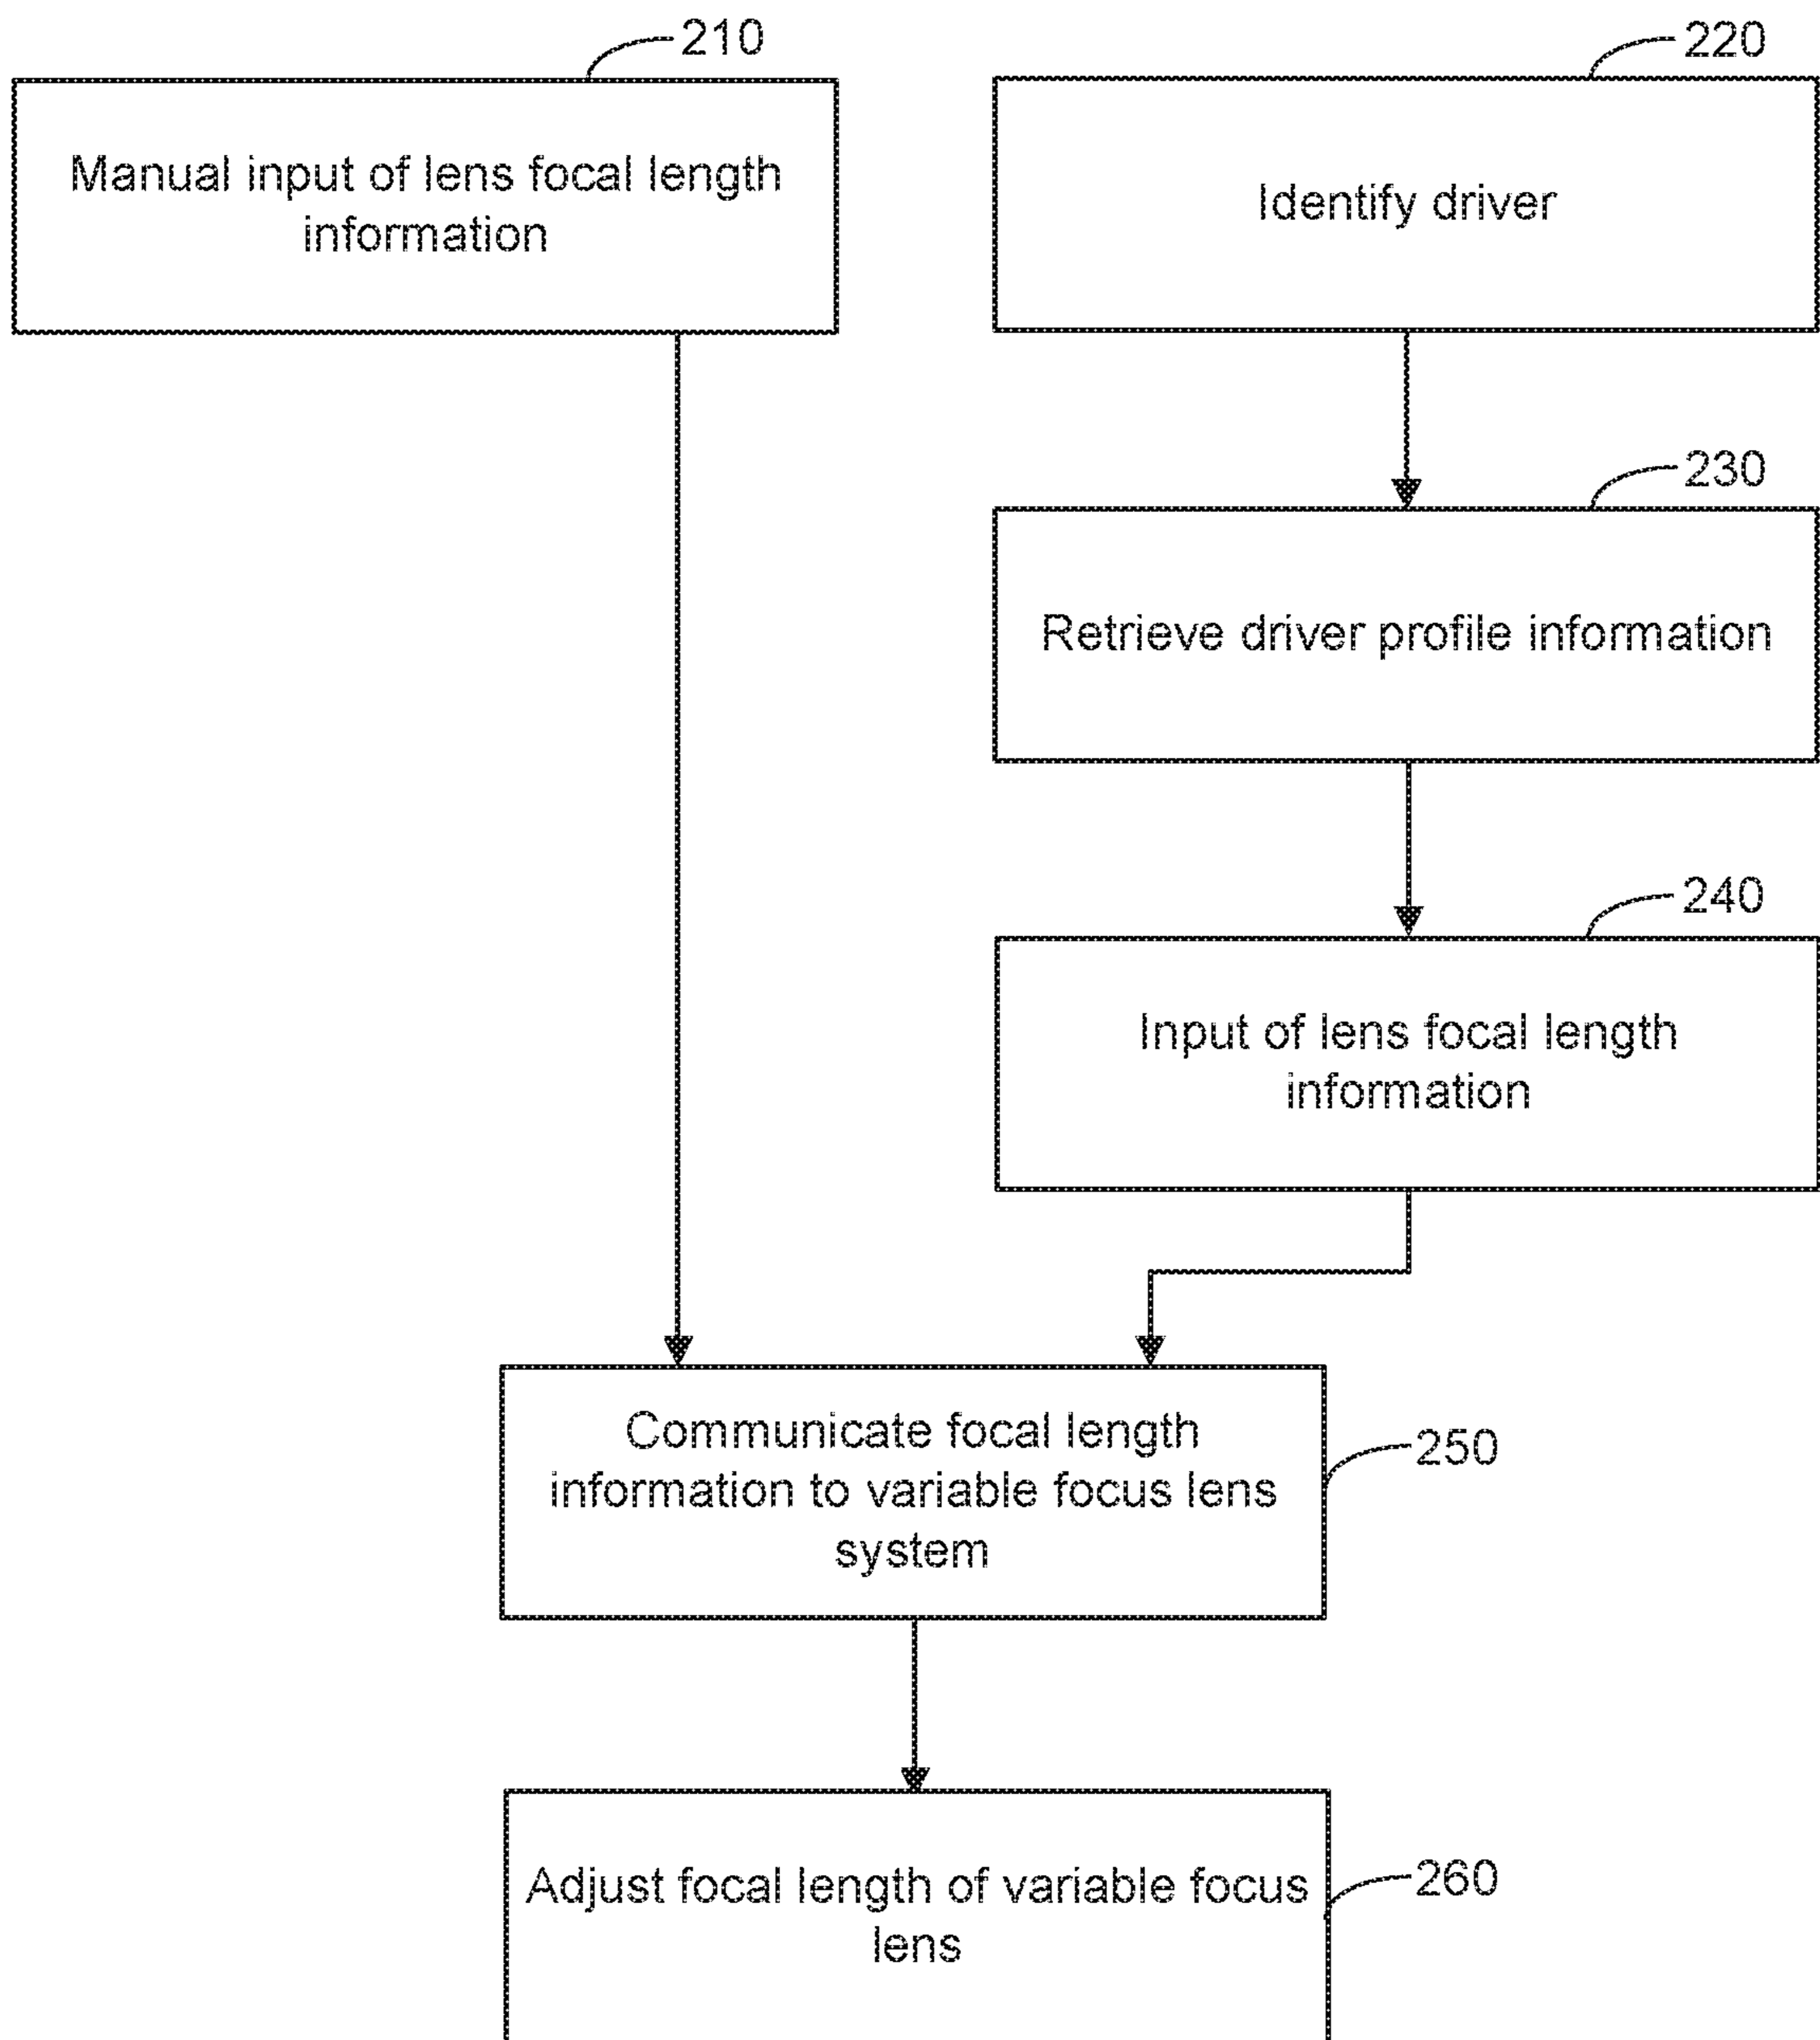 210
Manual input of lens focal length
information
220
Identify driver
230
Retrieve driver profile information
240
Input of lens focal length
information
250
Communicate focal length
information to variable focus lens
system
260
Adjust focal length of variable focus
lens